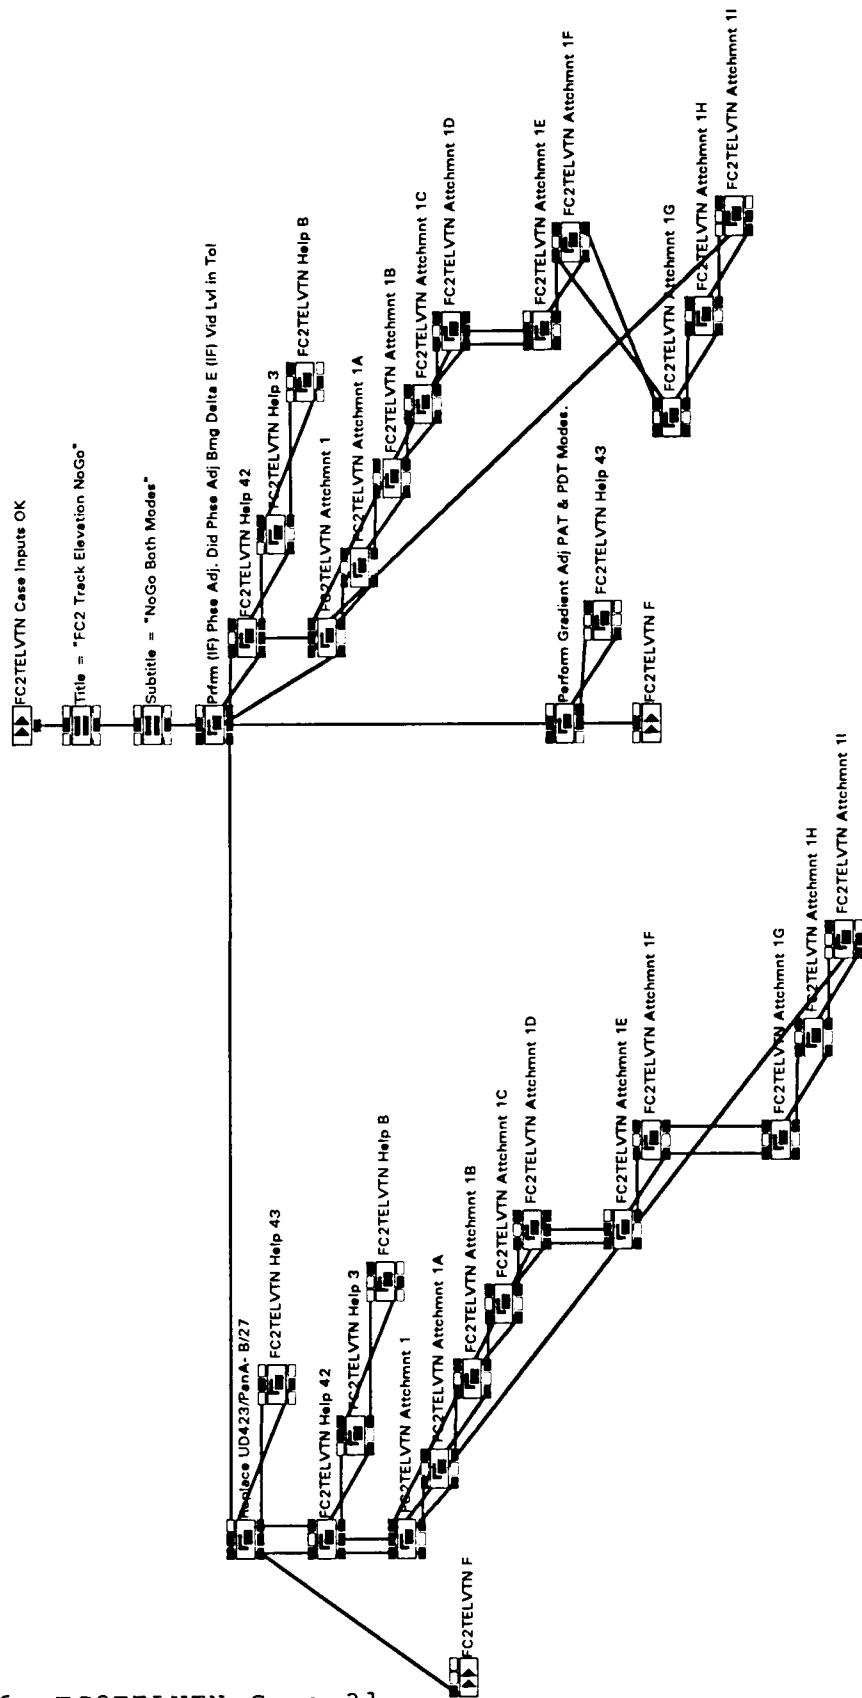 FC2TELVTN Case Inputs OK
Title = "FC2 Track Elevation NoGo"
Subtitle = "NoGo Both Modes"
Prfrm (IF) Phse Adj. Did Phse Adj Brng Delta E (IF) Vid Lvl in Tol
FC2TELVTN Help 42
FC2TELVTN Help 3
FC2TELVTN Help B
FC2TELVTN Attchmnt 1
FC2TELVTN Attchmnt 1A
FC2TELVTN Attchmnt 1B
FC2TELVTN Attchmnt 1C
FC2TELVTN Attchmnt 1D
FC2TELVTN Attchmnt 1E
FC2TELVTN Attchmnt 1F
FC2TELVTN Attchmnt 1G
FC2TELVTN Attchmnt 1H
FC2TELVTN Attchmnt 1I
Perform Gradient Adj PAT & PDT Modes.
FC2TELVTN Help 43
FC2TELVTN F
Replace UD423/PanA- B/27
FC2TELVTN Help 43
FC2TELVTN Help 42
FC2TELVTN Help 3
FC2TELVTN Help B
FC2TELVTN Attchmnt 1
FC2TELVTN Attchmnt 1A
FC2TELVTN Attchmnt 1B
FC2TELVTN Attchmnt 1C
FC2TELVTN Attchmnt 1D
FC2TELVTN Attchmnt 1E
FC2TELVTN Attchmnt 1F
FC2TELVTN Attchmnt 1G
FC2TELVTN Attchmnt 1H
FC2TELVTN Attchmnt 1I
FC2TELVTN F